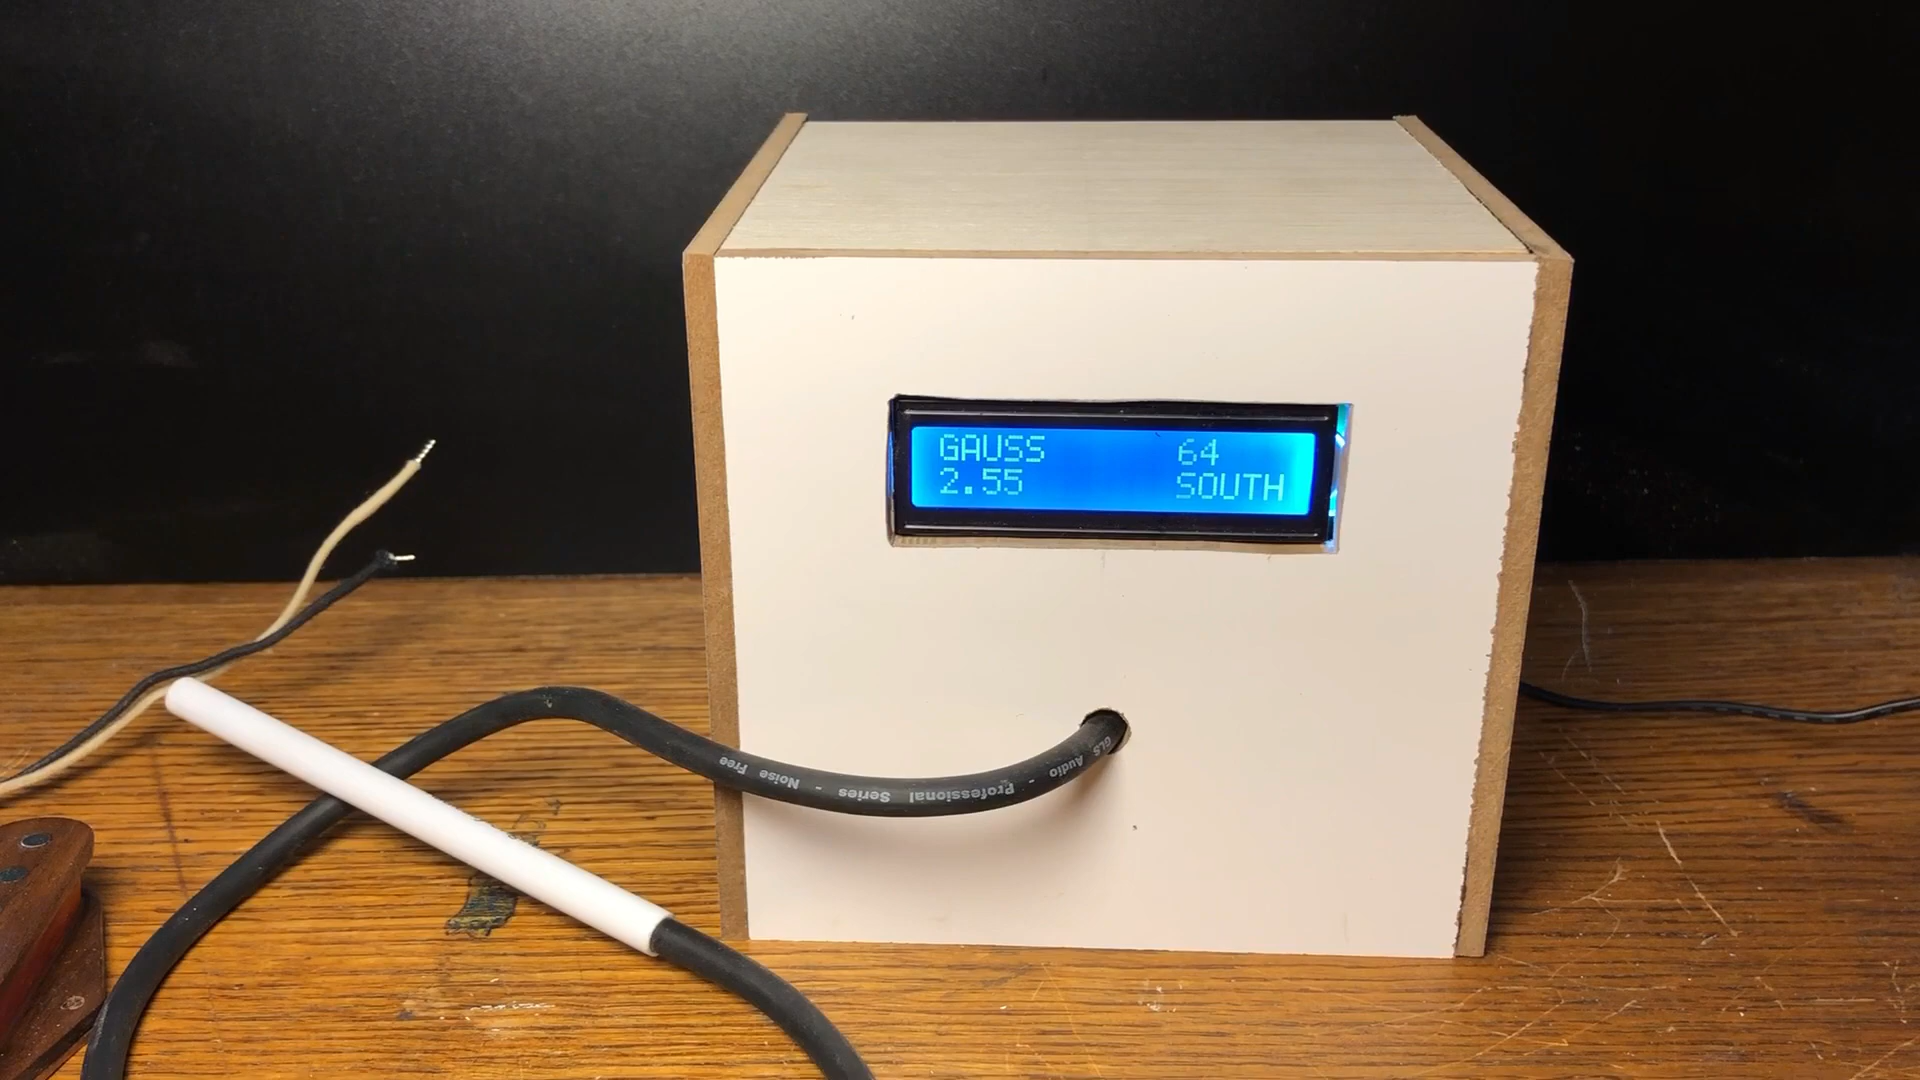 GAUSS 64
2.55 SOUTH
GLS Audio - Professional Series - Noise Free